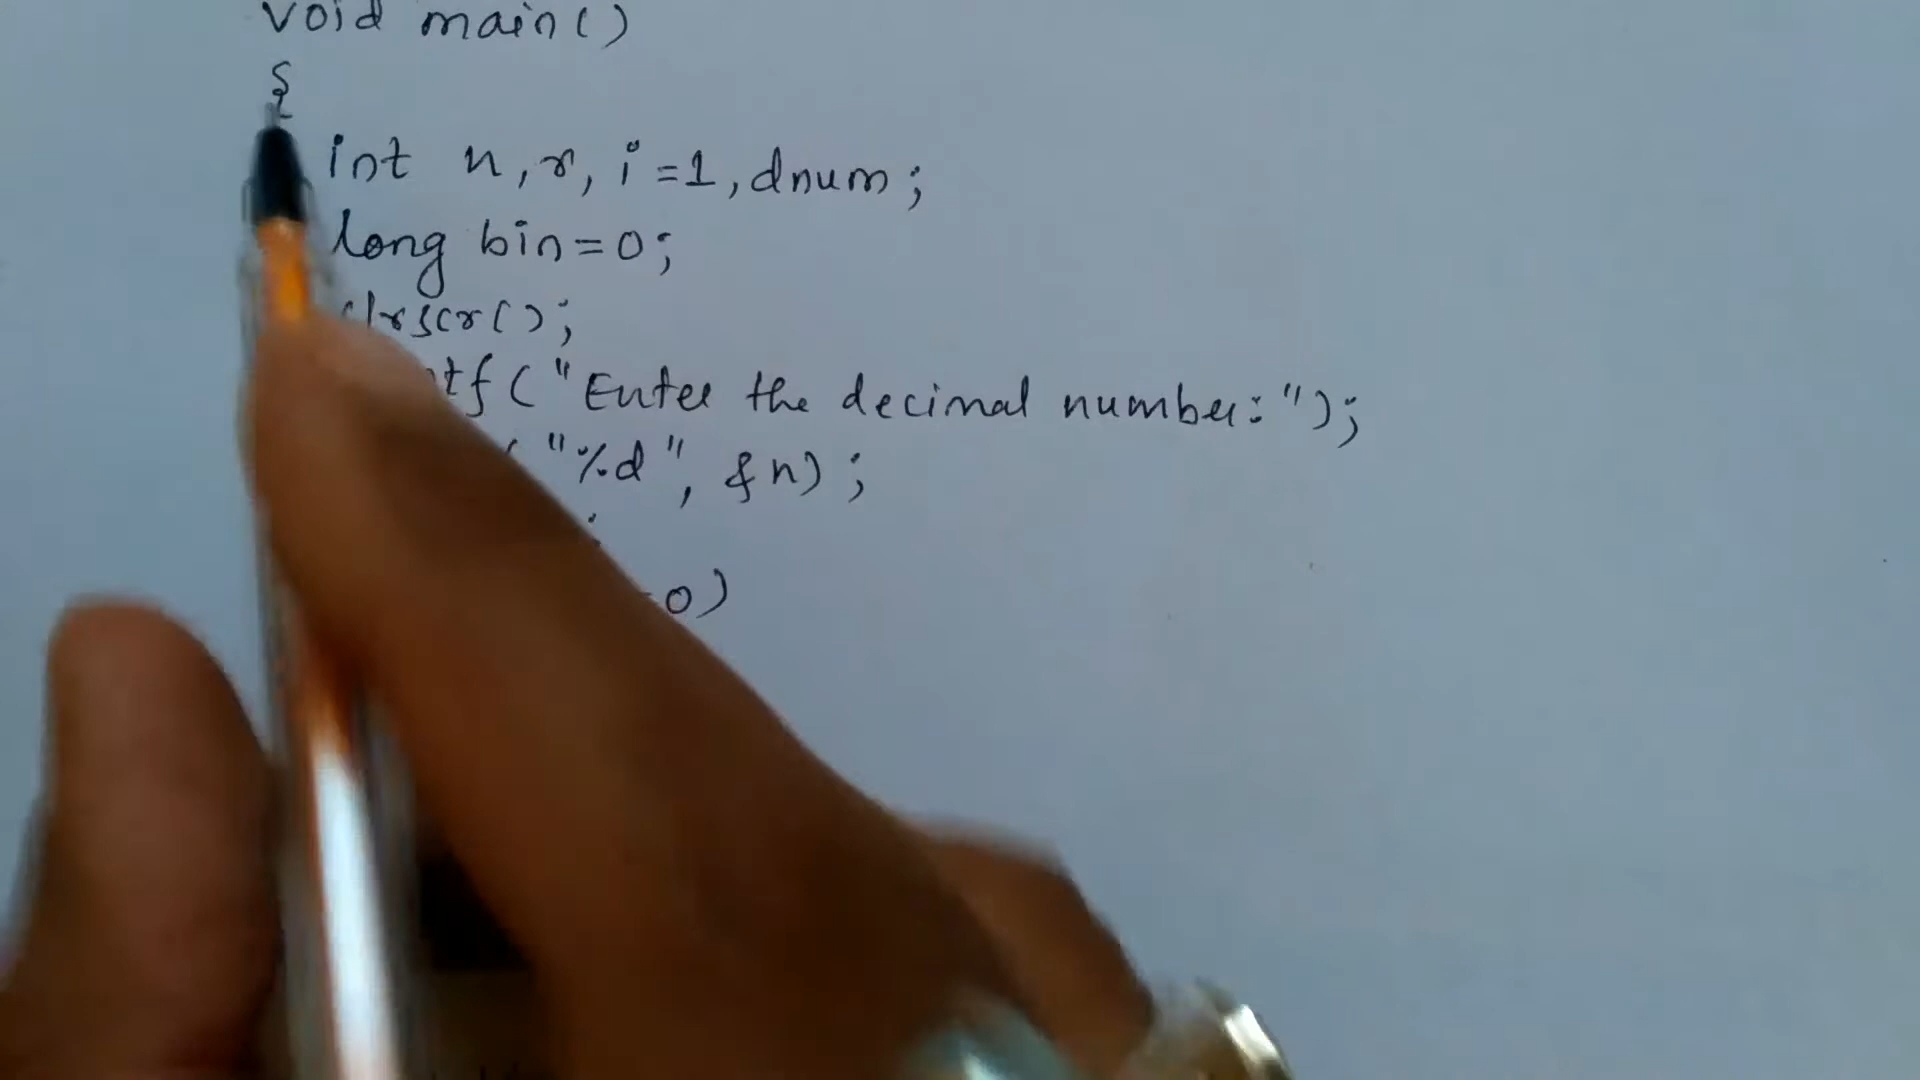 void main()
{
int n, r, i=1, dnum;
long bin=0;
clrscr();
tf("Enter the decimal number:");
"%d", &n);
;
0)